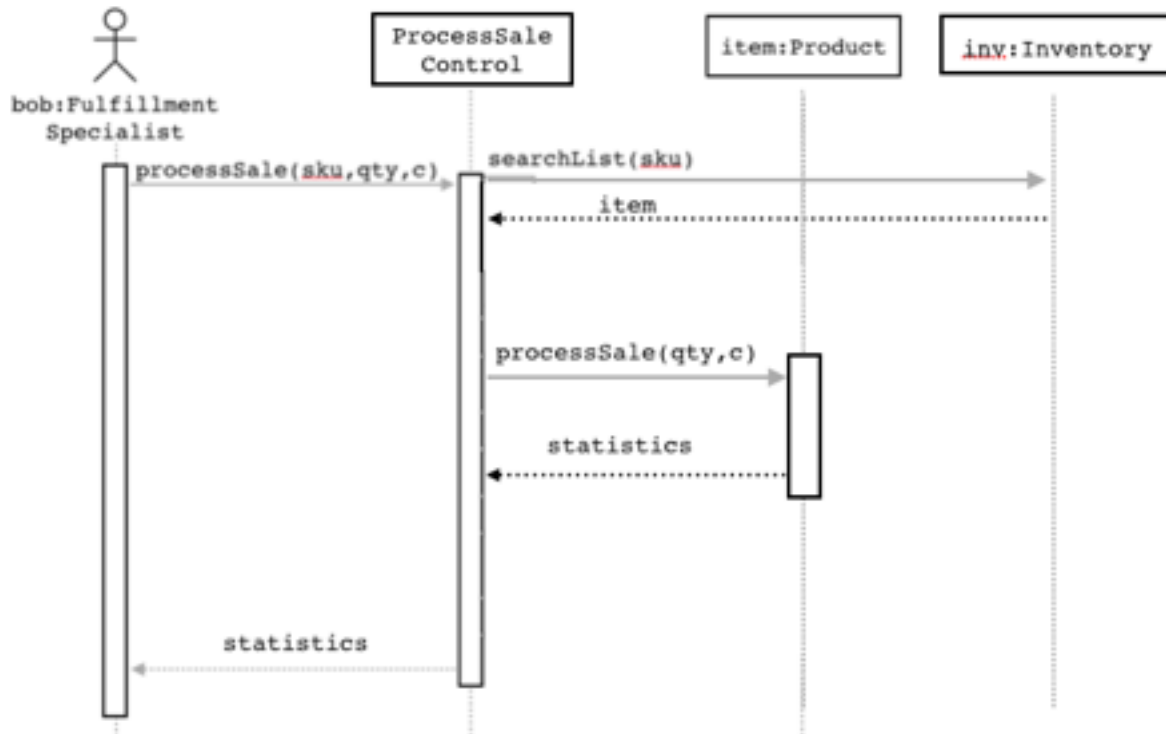 bob:Fulfillment
Specialist
ProcessSale
Control
item:Product
inv:Inventory
processSale(sku,qty,c)
searchList(sku)
item
processSale(qty,c)
statistics
statistics